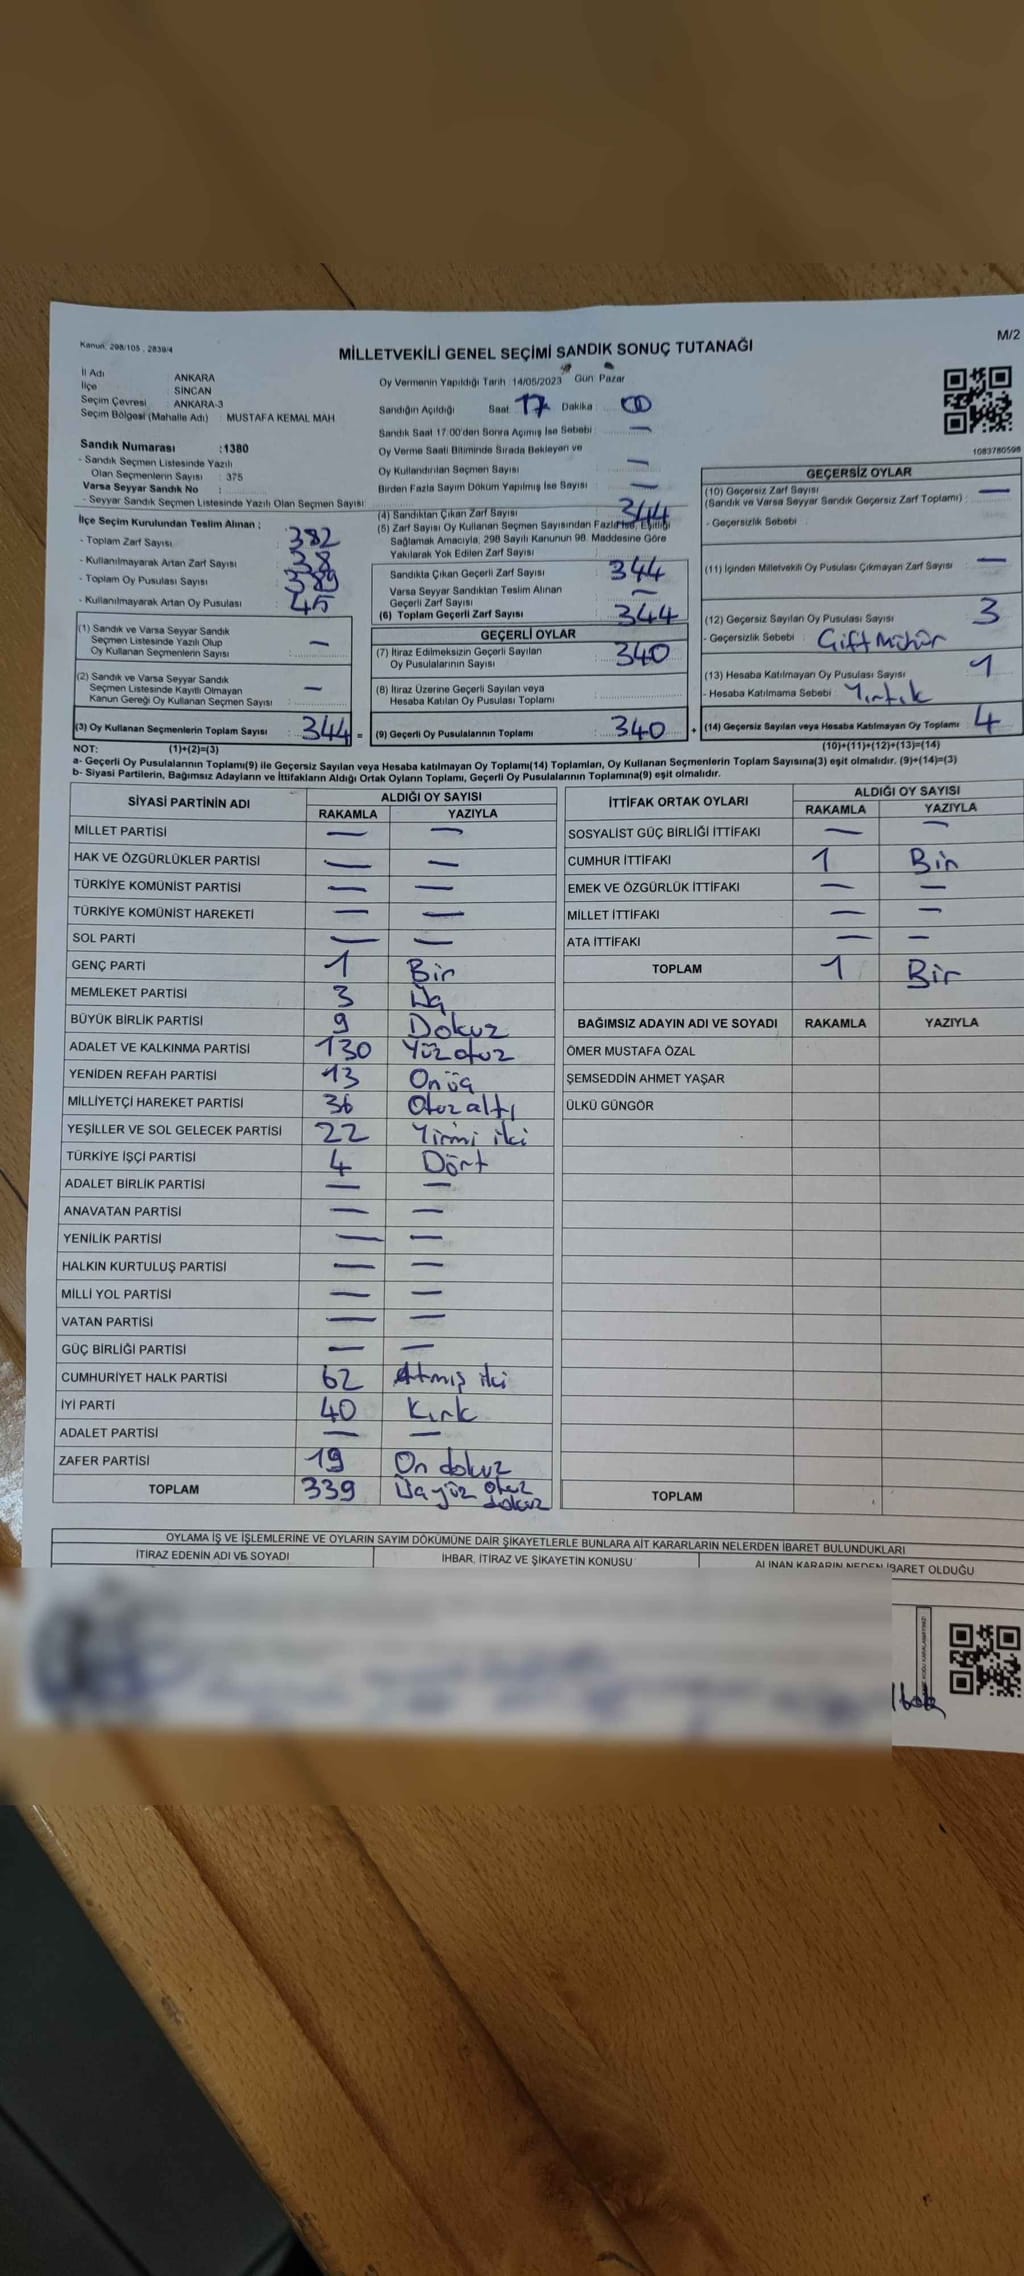 Kanun, 298/105 , 2839/4
M/2
MİLLETVEKİLİ GENEL SEÇİMİ SANDIK SONUÇ TUTANAĞI
İl Adı ANKARA
İlçe SİNCAN
Seçim Çevresi ANKARA-3
Seçim Bölgesi (Mahalle Adı) : MUSTAFA KEMAL MAH
Sandık Numarası :1380
- Sandık Seçmen Listesinde Yazılı
Olan Seçmenlerin Sayısı : 375
Varsa Seyyar Sandık No :
- Seyyar Sandık Seçmen Listesinde Yazılı Olan Seçmen Sayısı:
Oy Vermenin Yapıldığı Tarih :14/05/2023 Gün: Pazar
Sandığın Açıldığı Saat 17 Dakika : 00
Sandık Saat 17:00'den Sonra Açımış İse Sebebi : —
Oy Verme Saati Bitiminde Sırada Bekleyen ve
Oy Kullandırılan Seçmen Sayısı : —
Birden Fazla Sayım Döküm Yapılmış İse Sayısı : —
1083780598
İlçe Seçim Kurulundan Teslim Alınan ;
- Toplam Zarf Sayısı : 382
- Kullanılmayarak Artan Zarf Sayısı : 38
- Toplam Oy Pusulası Sayısı : 389
- Kullanılmayarak Artan Oy Pusulası : 45
(1) Sandık ve Varsa Seyyar Sandık
Seçmen Listesinde Yazılı Olup
Oy Kullanan Seçmenlerin Sayısı : —
(2) Sandık ve Varsa Seyyar Sandık
Seçmen Listesinde Kayıtlı Olmayan
Kanun Gereği Oy Kullanan Seçmen Sayısı : —
(3) Oy Kullanan Seçmenlerin Toplam Sayısı : 344 =
(4) Sandıktan Çıkan Zarf Sayısı : 344
(5) Zarf Sayısı Oy Kullanan Seçmen Sayısından Fazla İse, Eşitliği
Sağlamak Amacıyla, 298 Sayılı Kanunun 98. Maddesine Göre
Yakılarak Yok Edilen Zarf Sayısı :
Sandıkta Çıkan Geçerli Zarf Sayısı : 344
Varsa Seyyar Sandıktan Teslim Alınan
Geçerli Zarf Sayısı : —
(6) Toplam Geçerli Zarf Sayısı : 344
GEÇERLİ OYLAR
(7) İtiraz Edilmeksizin Geçerli Sayılan
Oy Pusulalarının Sayısı : 340
(8) İtiraz Üzerine Geçerli Sayılan veya
Hesaba Katılan Oy Pusulası Toplamı :
(9) Geçerli Oy Pusulalarının Toplamı : 340 +
GEÇERSİZ OYLAR
(10) Geçersiz Zarf Sayısı
(Sandık ve Varsa Seyyar Sandık Geçersiz Zarf Toplamı) : —
- Geçersizlik Sebebi :
(11) İçinden Milletvekili Oy Pusulası Çıkmayan Zarf Sayısı : —
(12) Geçersiz Sayılan Oy Pusulası Sayısı : 3
- Geçersizlik Sebebi : Çift Mühür
(13) Hesaba Katılmayan Oy Pusulası Sayısı : 1
- Hesaba Katılmama Sebebi : Yırtık
(14) Geçersiz Sayılan veya Hesaba Katılmayan Oy Toplamı : 4
NOT: (1)+(2)=(3) (10)+(11)+(12)+(13)=(14)
a- Geçerli Oy Pusulalarının Toplamı(9) ile Geçersiz Sayılan veya Hesaba katılmayan Oy Toplamı(14) Toplamları, Oy Kullanan Seçmenlerin Toplam Sayısına(3) eşit olmalıdır. (9)+(14)=(3)
b- Siyasi Partilerin, Bağımsız Adayların ve İttifakların Aldığı Ortak Oyların Toplamı, Geçerli Oy Pusulalarının Toplamına(9) eşit olmalıdır.
SİYASİ PARTİNİN ADI ALDIĞI OY SAYISI
RAKAMLA YAZIYLA
MİLLET PARTİSİ — —
HAK VE ÖZGÜRLÜKLER PARTİSİ — —
TÜRKİYE KOMÜNİST PARTİSİ — —
TÜRKİYE KOMÜNİST HAREKETİ — —
SOL PARTİ — —
GENÇ PARTİ 1 Bir
MEMLEKET PARTİSİ 3 Üç
BÜYÜK BİRLİK PARTİSİ 9 Dokuz
ADALET VE KALKINMA PARTİSİ 130 Yüz otuz
YENİDEN REFAH PARTİSİ 13 Onüç
MİLLİYETÇİ HAREKET PARTİSİ 36 Otuz altı
YEŞİLLER VE SOL GELECEK PARTİSİ 22 Yirmi iki
TÜRKİYE İŞÇİ PARTİSİ 4 Dört
ADALET BİRLİK PARTİSİ — —
ANAVATAN PARTİSİ — —
YENİLİK PARTİSİ — —
HALKIN KURTULUŞ PARTİSİ — —
MİLLİ YOL PARTİSİ — —
VATAN PARTİSİ — —
GÜÇ BİRLİĞİ PARTİSİ — —
CUMHURİYET HALK PARTİSİ 62 Atmış iki
İYİ PARTİ 40 Kırk
ADALET PARTİSİ — —
ZAFER PARTİSİ 19 On dokuz
TOPLAM 339 Üç yüz otuz dokuz
İTTİFAK ORTAK OYLARI ALDIĞI OY SAYISI
RAKAMLA YAZIYLA
SOSYALİST GÜÇ BİRLİĞİ İTTİFAKI — —
CUMHUR İTTİFAKI 1 Bir
EMEK VE ÖZGÜRLÜK İTTİFAKI — —
MİLLET İTTİFAKI — —
ATA İTTİFAKI — —
TOPLAM 1 Bir
BAĞIMSIZ ADAYIN ADI VE SOYADI RAKAMLA YAZIYLA
ÖMER MUSTAFA ÖZAL
ŞEMSEDDİN AHMET YAŞAR
ÜLKÜ GÜNGÖR
TOPLAM
OYLAMA İŞ VE İŞLEMLERİNE VE OYLARIN SAYIM DÖKÜMÜNE DAİR ŞİKAYETLERLE BUNLARA AİT KARARLARIN NELERDEN İBARET BULUNDUKLARI
İTİRAZ EDENİN ADI VE SOYADI İHBAR, İTİRAZ VE ŞİKAYETİN KONUSU ALINAN KARARIN NEDEN İBARET OLDUĞU